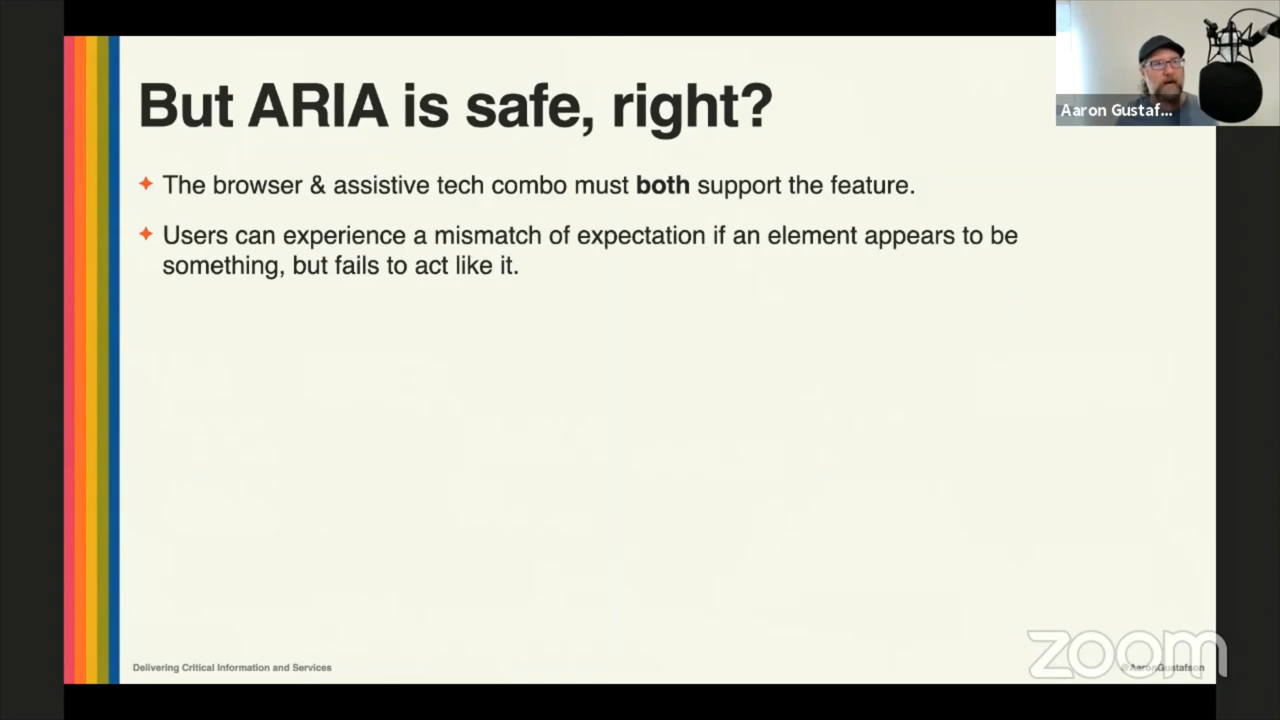 But ARIA is safe, right?
Aaron Gustaf...
✦ The browser & assistive tech combo must both support the feature.
✦ Users can experience a mismatch of expectation if an element appears to be
something, but fails to act like it.
Delivering Critical Information and Services
zoom
@AaronGustafson